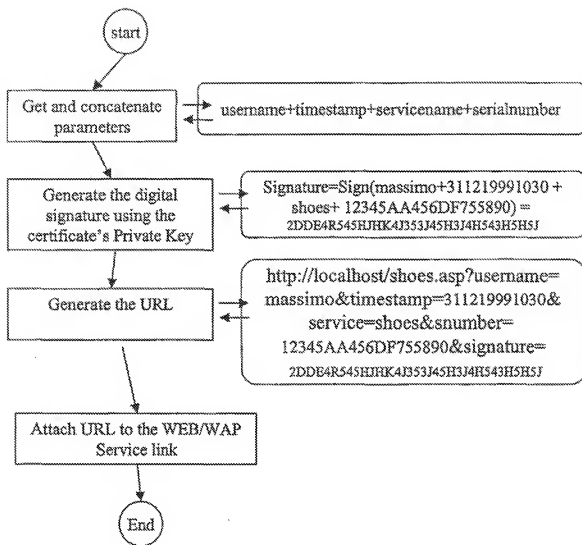 start
Get and concatenate
parameters
username+timestamp+servicename+serialnumber
Generate the digital
signature using the
certificate's Private Key
Signature=Sign(massimo+311219991030 +
shoes+ 12345AA456DF755890) =
2DDE4R545HJHK4J353J45H3J4H543H5H5J
Generate the URL
http://localhost/shoes.asp?username=
massimo&timestamp=311219991030&
service=shoes&snumber=
12345AA456DF755890&signature=
2DDE4R545HJHK4J353J45H3J4H543H5H5J
Attach URL to the WEB/WAP
Service link
End